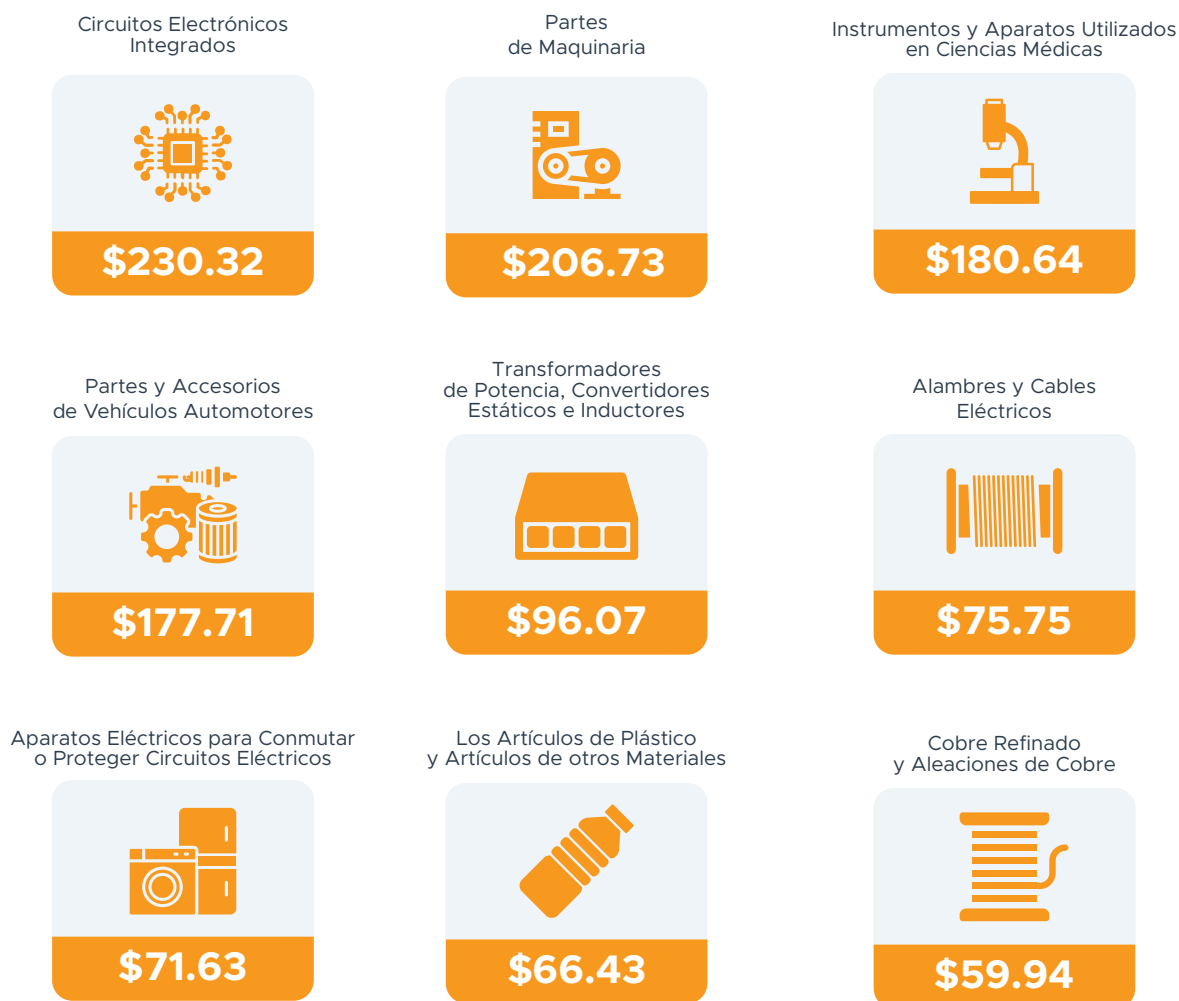 Circuitos Electrónicos
Integrados
$230.32
Partes
de Maquinaria
$206.73
Instrumentos y Aparatos Utilizados
en Ciencias Médicas
$180.64
Partes y Accesorios
de Vehículos Automotores
$177.71
Transformadores
de Potencia, Convertidores
Estáticos e Inductores
$96.07
Alambres y Cables
Eléctricos
$75.75
Aparatos Eléctricos para Conmutar
o Proteger Circuitos Eléctricos
$71.63
Los Artículos de Plástico
y Artículos de otros Materiales
$66.43
Cobre Refinado
y Aleaciones de Cobre
$59.94